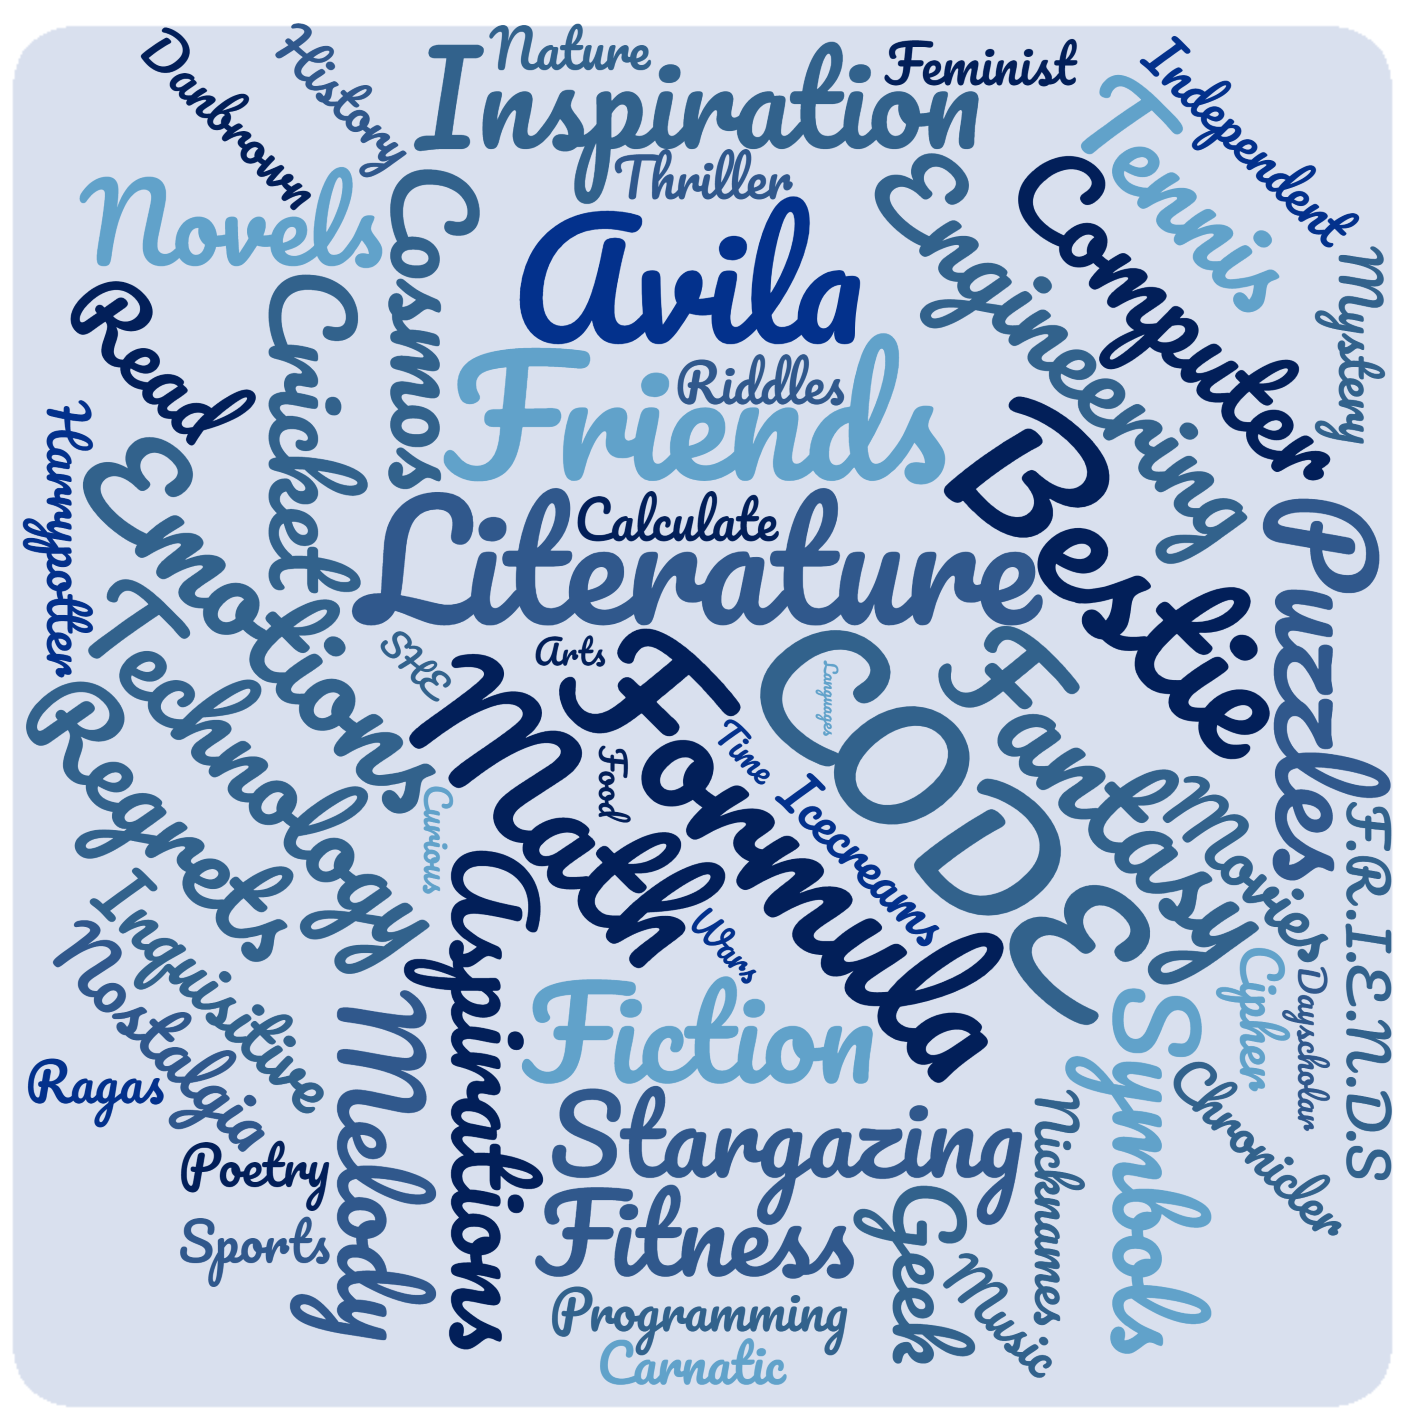 Nature
Danbrown
History
Inspiration
Feminist
Independent
Tennis
Thriller
Novels
Cosmos
Avila
Engineering
Computer
Mystery
Read
Cricket
Riddles
Friends
Bestie
Harrypotter
Emotions
Calculate
Literature
Puzzles
Technology
SHE
Arts
Math
Formula
CODE
Languages
Fantasy
Regrets
Time
Food
Icecreams
Movies
F.R.I.E.N.D.S
Curious
Aspirations
Inquisitive
Nostalgia
Wars
Cipher
Dayscholar
Melody
Fiction
Symbols
Chronicler
Ragas
Stargazing
Nicknames
Poetry
Fitness
Geek
Sports
Music
Programming
Carnatic